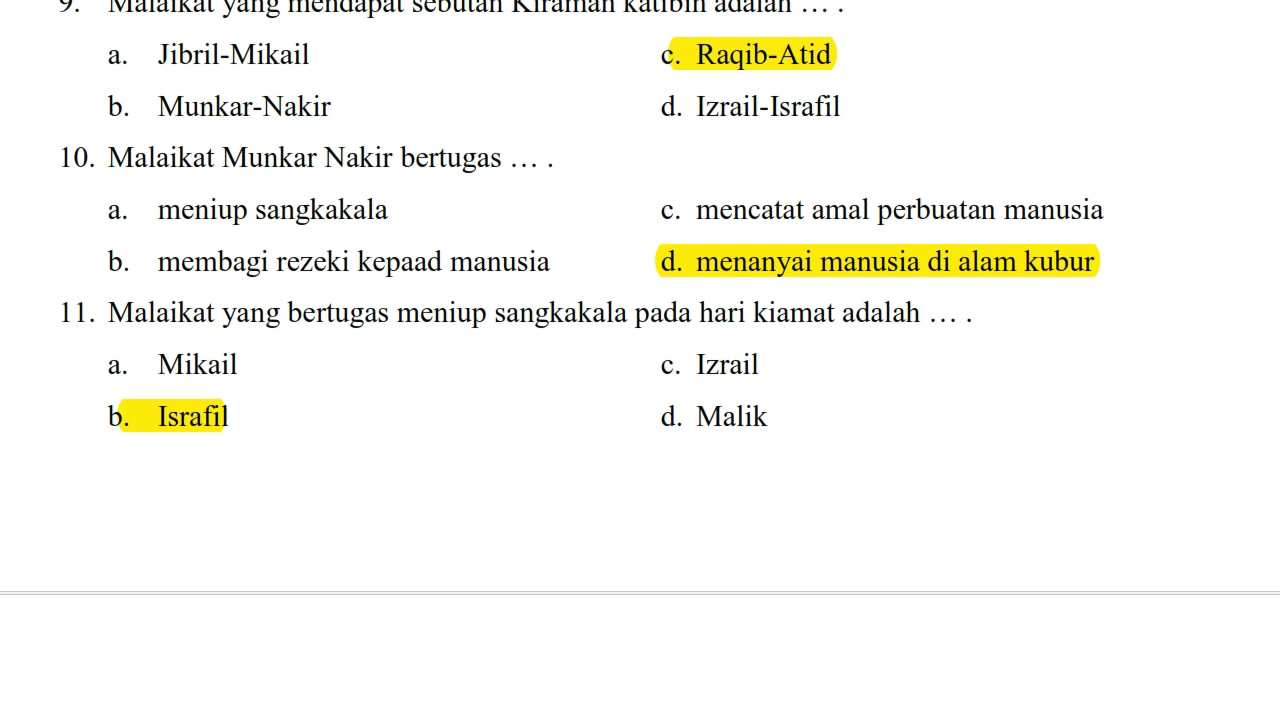 9. Malaikat yang mendapat sebutan Kiraman katibin adalah … .
a. Jibril-Mikail c. Raqib-Atid
b. Munkar-Nakir d. Izrail-Israfil
10. Malaikat Munkar Nakir bertugas … .
a. meniup sangkakala c. mencatat amal perbuatan manusia
b. membagi rezeki kepaad manusia d. menanyai manusia di alam kubur
11. Malaikat yang bertugas meniup sangkakala pada hari kiamat adalah … .
a. Mikail c. Izrail
b. Israfil d. Malik